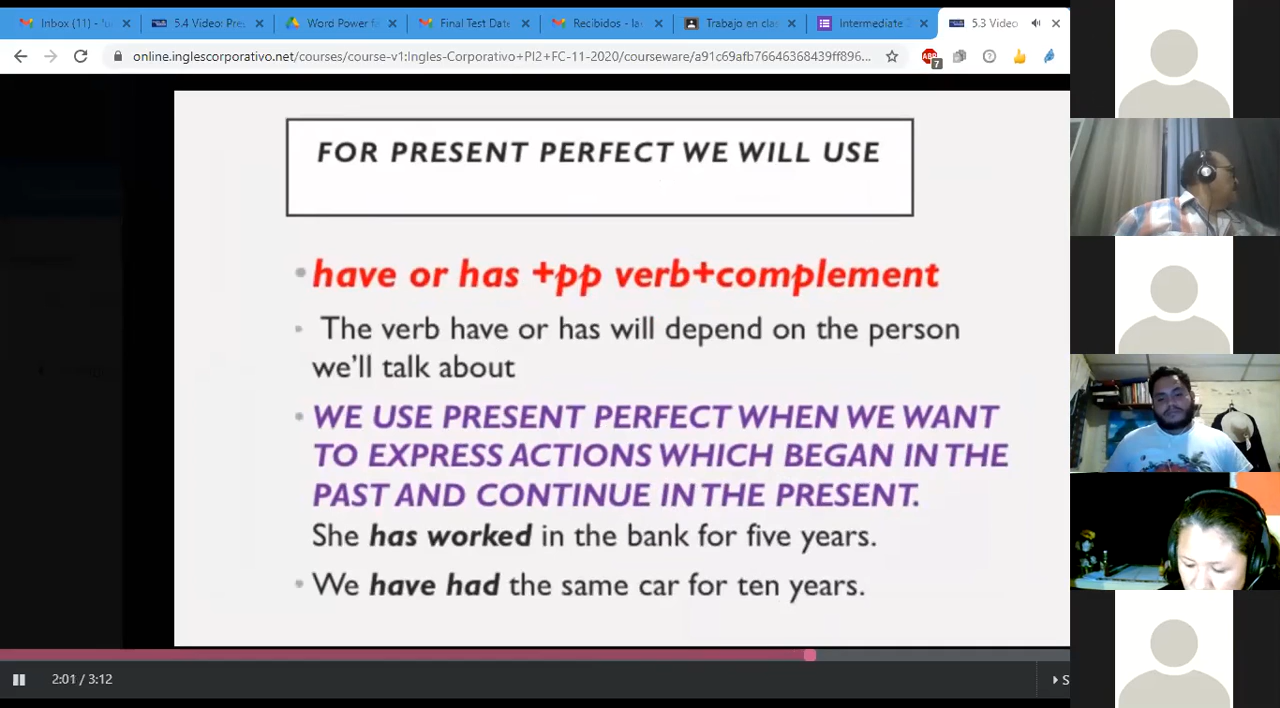 Inbox (11) - 
5.4 Video: Pres
Word Power fa
Final Test Date
Recibidos - la
Trabajo en cla
Intermediate
5.3 Video
online.inglescorporativo.net/courses/course-v1:Ingles-Corporativo+PI2+FC-11-2020/courseware/a91c69afb76646368439ff896...
ABP
7
FOR PRESENT PERFECT WE WILL USE
• have or has +pp verb+complement
• The verb have or has will depend on the person
we'll talk about
• WE USE PRESENT PERFECT WHEN WE WANT
TO EXPRESS ACTIONS WHICH BEGAN IN THE
PAST AND CONTINUE IN THE PRESENT.
She has worked in the bank for five years.
• We have had the same car for ten years.
2:01 / 3:12
S